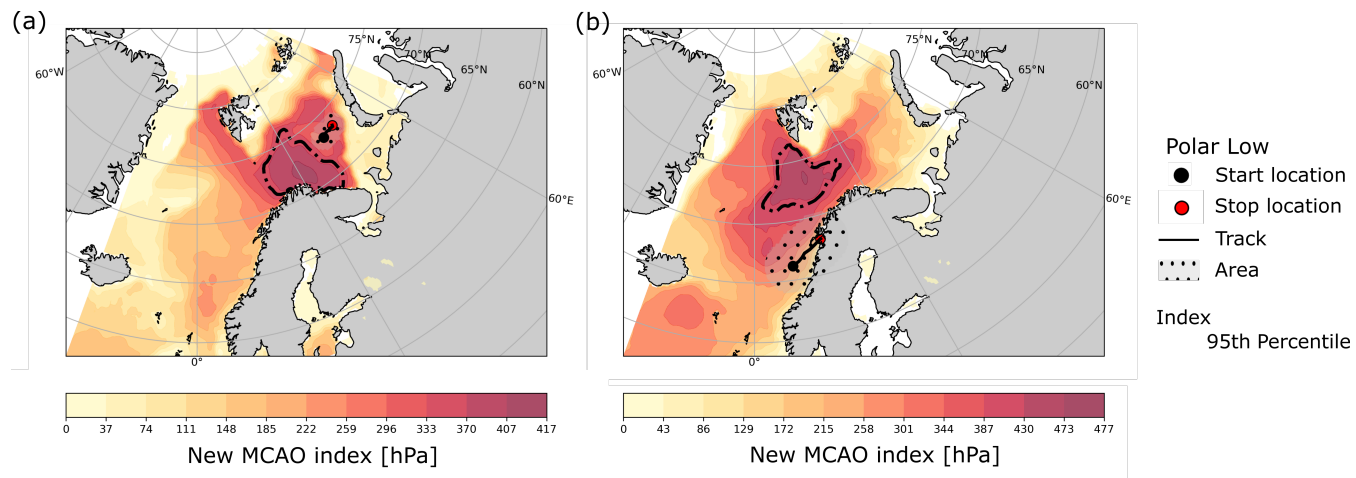 (a)
75°N
70°N
65°N
60°N
60°W
60°E
0°
0 37 74 111 148 185 222 259 296 333 370 407 417
New MCAO index [hPa]
(b)
75°N
70°N
65°N
60°N
60°W
60°E
0°
0 43 86 129 172 215 258 301 344 387 430 473 477
New MCAO index [hPa]
Polar Low
Start location
Stop location
Track
Area
Index
95th Percentile